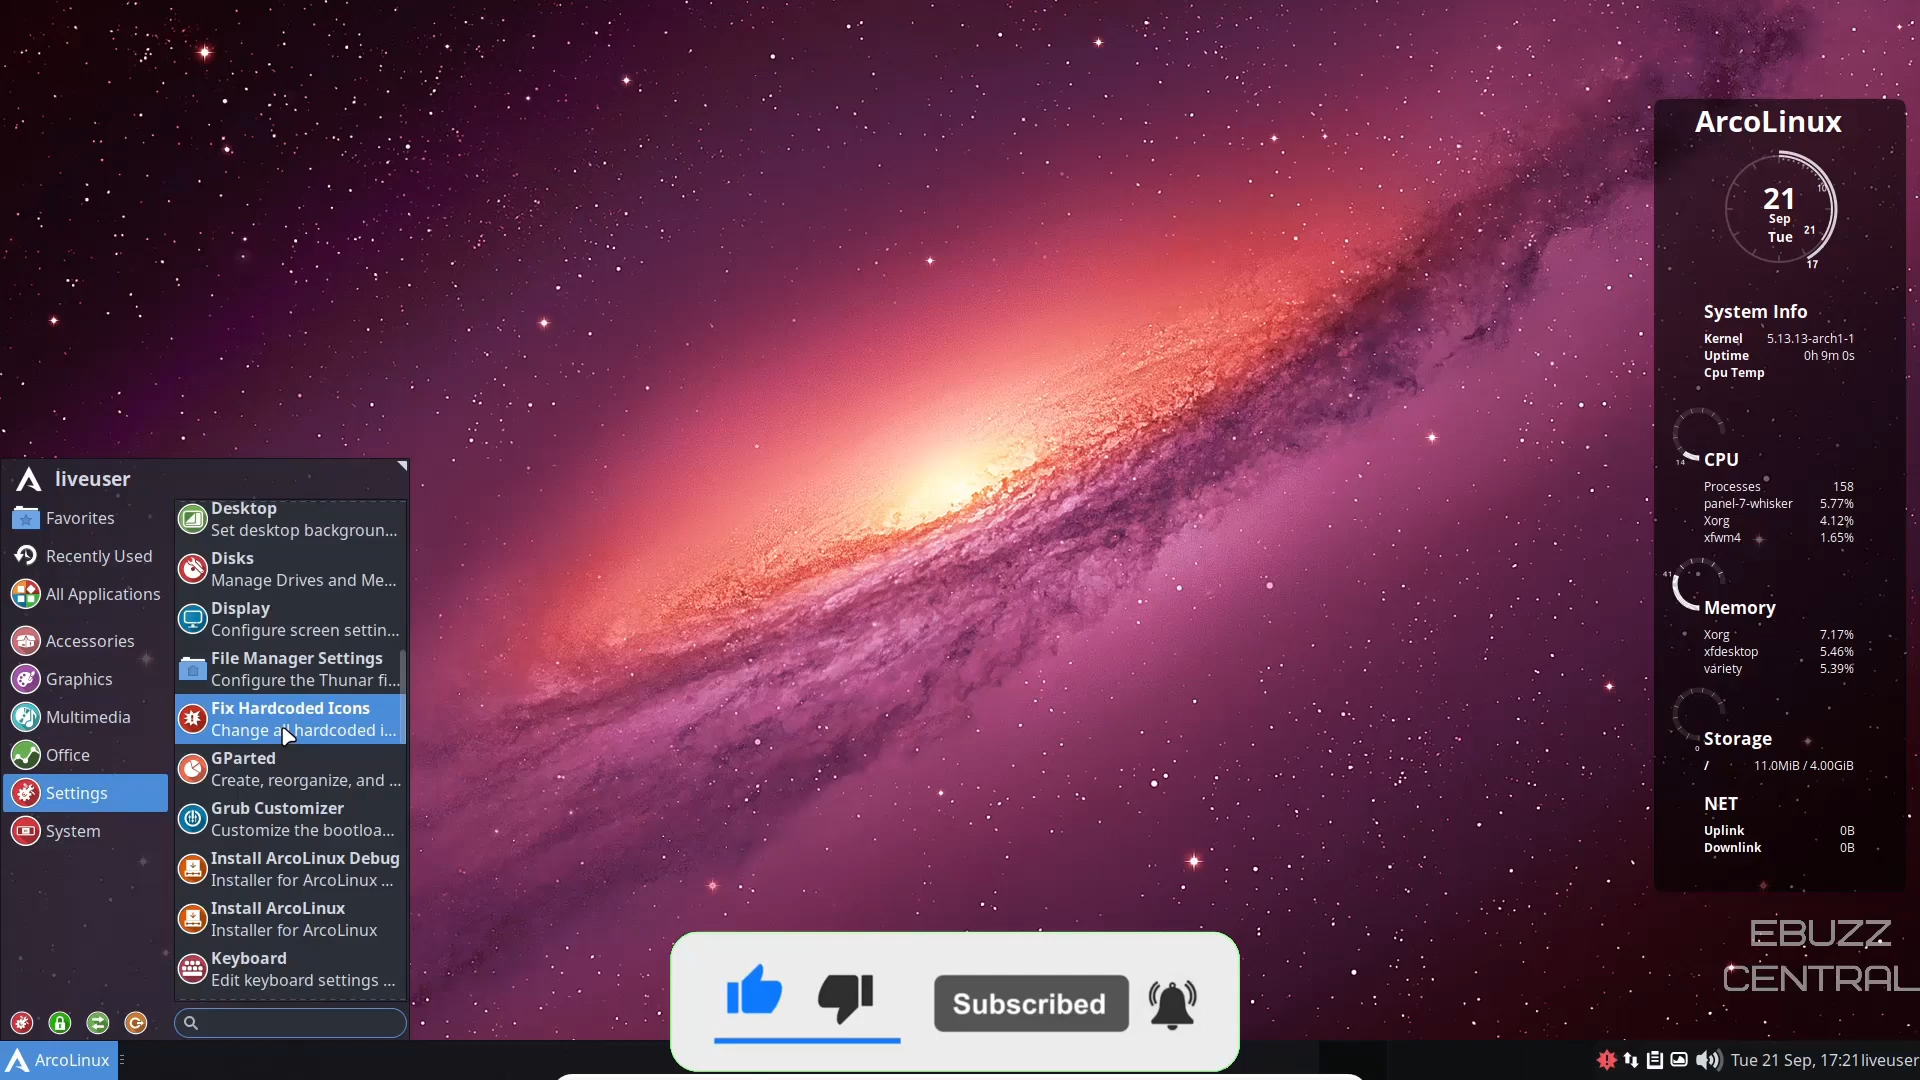 ArcoLinux
10
21
Sep
Tue
21
17
System Info
Kernel 5.13.13-arch1-1
Uptime 0h 9m 0s
Cpu Temp
14
CPU
Processes 158
panel-7-whisker 5.77%
Xorg 4.12%
xfwm4 1.65%
41
Memory
Xorg 7.17%
xfdesktop 5.46%
variety 5.39%
0
Storage
/ 11.0MiB / 4.00GiB
NET
Uplink 0B
Downlink 0B
liveuser
Favorites
Recently Used
All Applications
Accessories
Graphics
Multimedia
Office
Settings
System
Desktop
Set desktop backgroun...
Disks
Manage Drives and Me...
Display
Configure screen settin...
File Manager Settings
Configure the Thunar fi...
Fix Hardcoded Icons
Change all hardcoded i...
GParted
Create, reorganize, and ...
Grub Customizer
Customize the bootloa...
Install ArcoLinux Debug
Installer for ArcoLinux ...
Install ArcoLinux
Installer for ArcoLinux
Keyboard
Edit keyboard settings ...
Subscribed
EBUZZ
CENTRAL
ArcoLinux
Tue 21 Sep, 17:21 liveuser